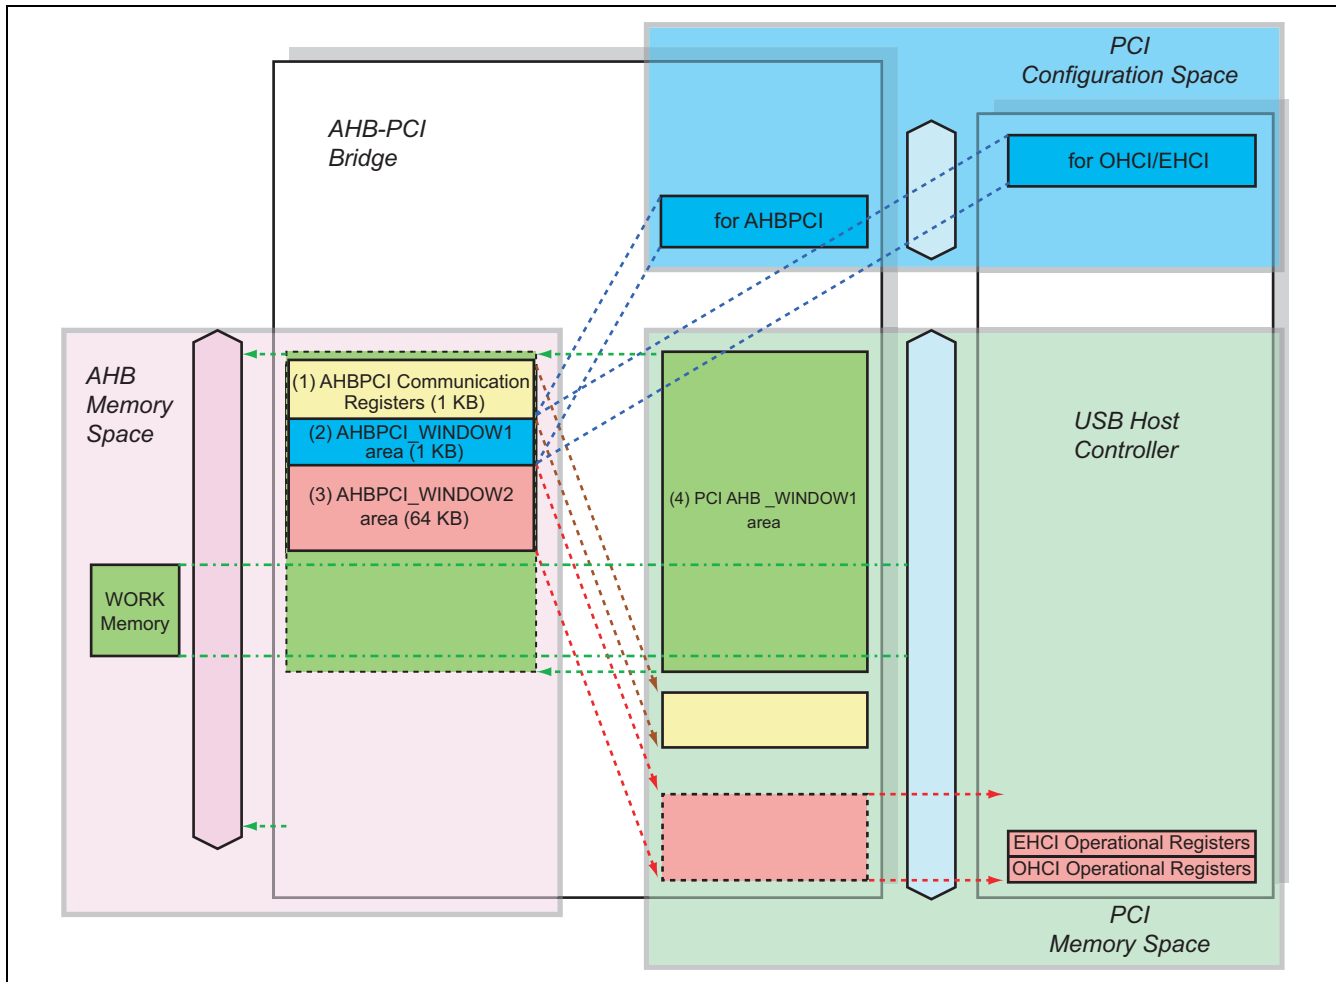 PCI
Configuration Space
AHB-PCI
Bridge
for OHCI/EHCI
for AHBPCI
AHB
Memory
Space
(1) AHBPCI Communication
Registers (1 KB)
(2) AHBPCI_WINDOW1
area (1 KB)
(3) AHBPCI_WINDOW2
area (64 KB)
(4) PCI AHB _WINDOW1
area
USB Host
Controller
WORK
Memory
EHCI Operational Registers
OHCI Operational Registers
PCI
Memory Space